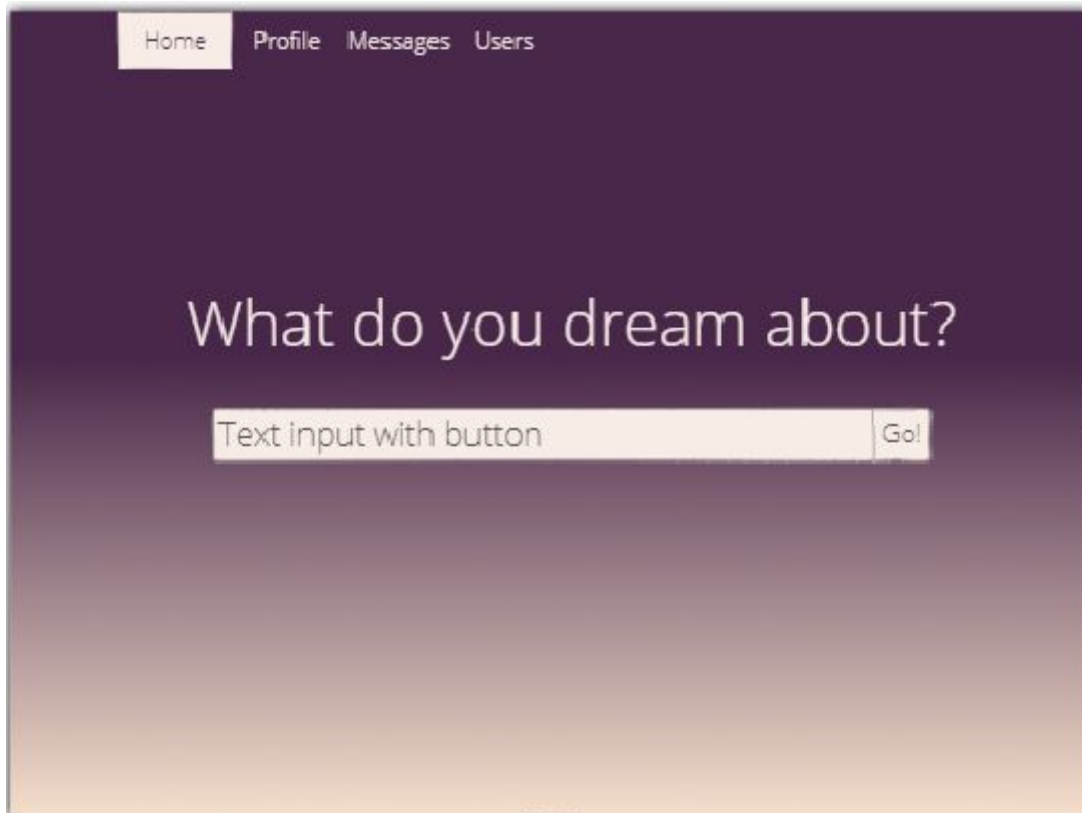 Home Profile Messages Users
What do you dream about?
Text input with button Go!